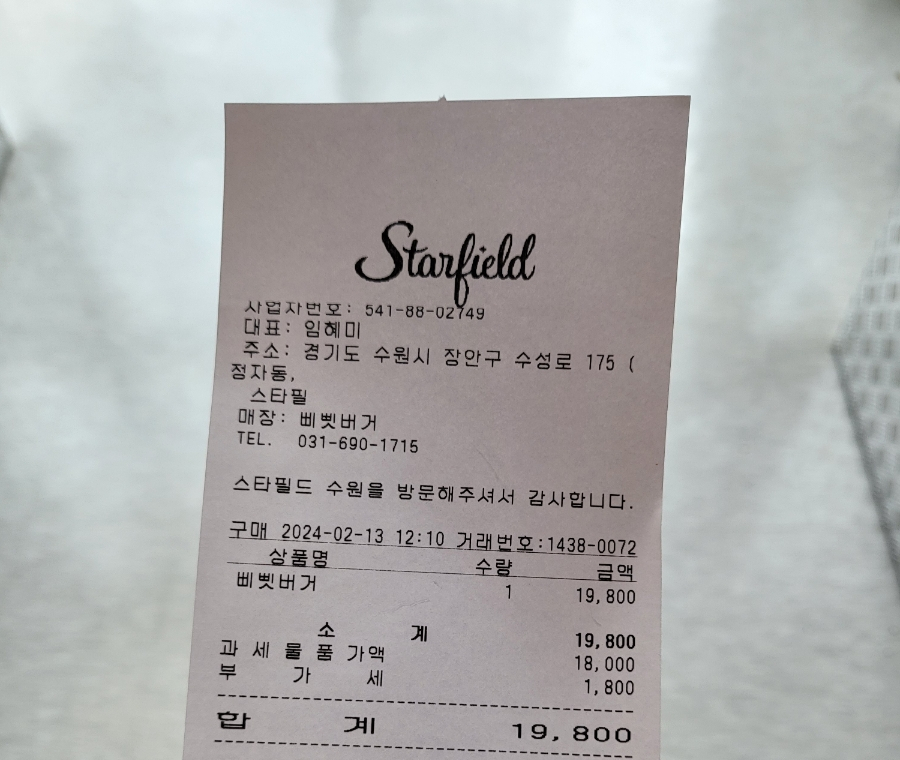 Starfield
사업자번호: 541-88-02749
대표: 임혜미
주소: 경기도 수원시 장안구 수성로 175 (
정자동,
스타필
매장: 삐삣버거
TEL. 031-690-1715
스타필드 수원을 방문해주셔서 감사합니다.
구매 2024-02-13 12:10 거래번호:1438-0072
상품명 수량 금액
삐삣버거 1 19,800
소 계 19,800
과 세 물 품 가액 18,000
부 가 세 1,800
합 계 19,800